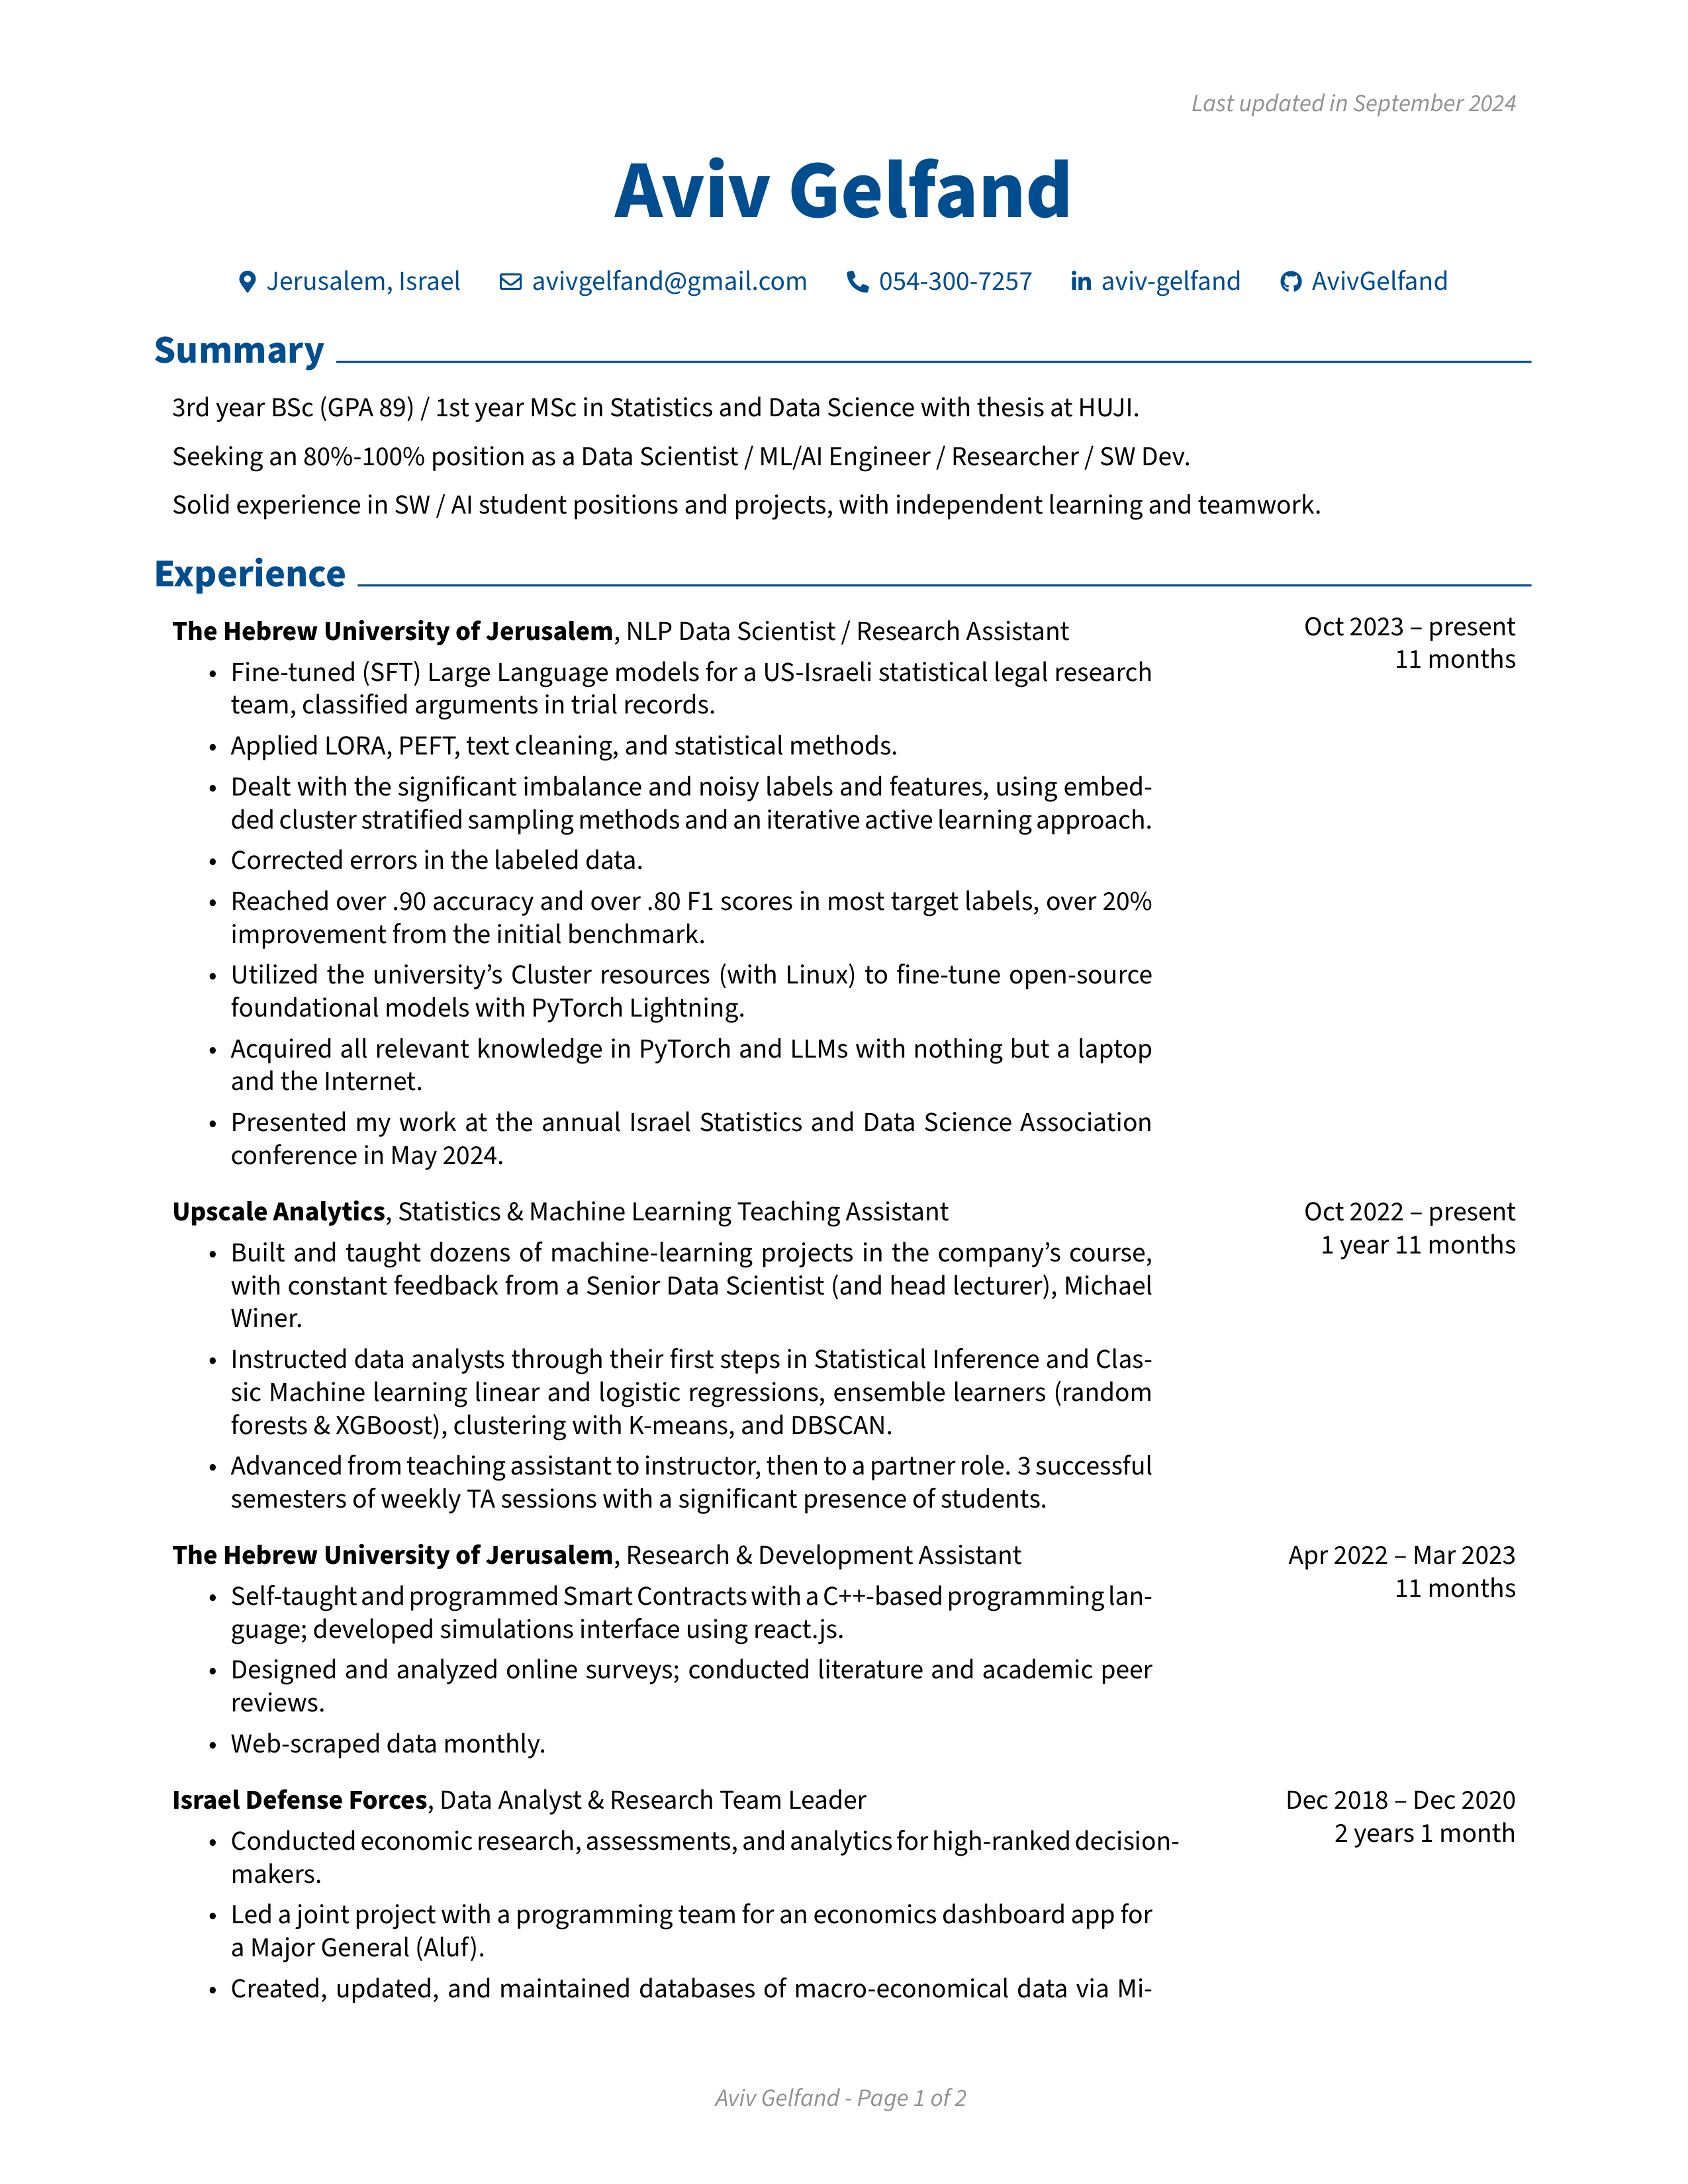 Last updated in September 2024
Aviv Gelfand
Jerusalem, Israel avivgelfand@gmail.com 054-300-7257 aviv-gelfand AvivGelfand
Summary
3rd year BSc (GPA 89) / 1st year MSc in Statistics and Data Science with thesis at HUJI.
Seeking an 80%-100% position as a Data Scientist / ML/AI Engineer / Researcher / SW Dev.
Solid experience in SW / AI student positions and projects, with independent learning and teamwork.
Experience
The Hebrew University of Jerusalem, NLP Data Scientist / Research Assistant
Oct 2023 – present
11 months
• Fine-tuned (SFT) Large Language models for a US-Israeli statistical legal research
team, classified arguments in trial records.
• Applied LORA, PEFT, text cleaning, and statistical methods.
• Dealt with the significant imbalance and noisy labels and features, using embed-
ded cluster stratified sampling methods and an iterative active learning approach.
• Corrected errors in the labeled data.
• Reached over .90 accuracy and over .80 F1 scores in most target labels, over 20%
improvement from the initial benchmark.
• Utilized the university’s Cluster resources (with Linux) to fine-tune open-source
foundational models with PyTorch Lightning.
• Acquired all relevant knowledge in PyTorch and LLMs with nothing but a laptop
and the Internet.
• Presented my work at the annual Israel Statistics and Data Science Association
conference in May 2024.
Upscale Analytics, Statistics & Machine Learning Teaching Assistant
Oct 2022 – present
1 year 11 months
• Built and taught dozens of machine-learning projects in the company’s course,
with constant feedback from a Senior Data Scientist (and head lecturer), Michael
Winer.
• Instructed data analysts through their first steps in Statistical Inference and Clas-
sic Machine learning linear and logistic regressions, ensemble learners (random
forests & XGBoost), clustering with K-means, and DBSCAN.
• Advanced from teaching assistant to instructor, then to a partner role. 3 successful
semesters of weekly TA sessions with a significant presence of students.
The Hebrew University of Jerusalem, Research & Development Assistant
Apr 2022 – Mar 2023
11 months
• Self-taught and programmed Smart Contracts with a C++-based programming lan-
guage; developed simulations interface using react.js.
• Designed and analyzed online surveys; conducted literature and academic peer
reviews.
• Web-scraped data monthly.
Israel Defense Forces, Data Analyst & Research Team Leader
Dec 2018 – Dec 2020
2 years 1 month
• Conducted economic research, assessments, and analytics for high-ranked decision-
makers.
• Led a joint project with a programming team for an economics dashboard app for
a Major General (Aluf).
• Created, updated, and maintained databases of macro-economical data via Mi-
Aviv Gelfand - Page 1 of 2